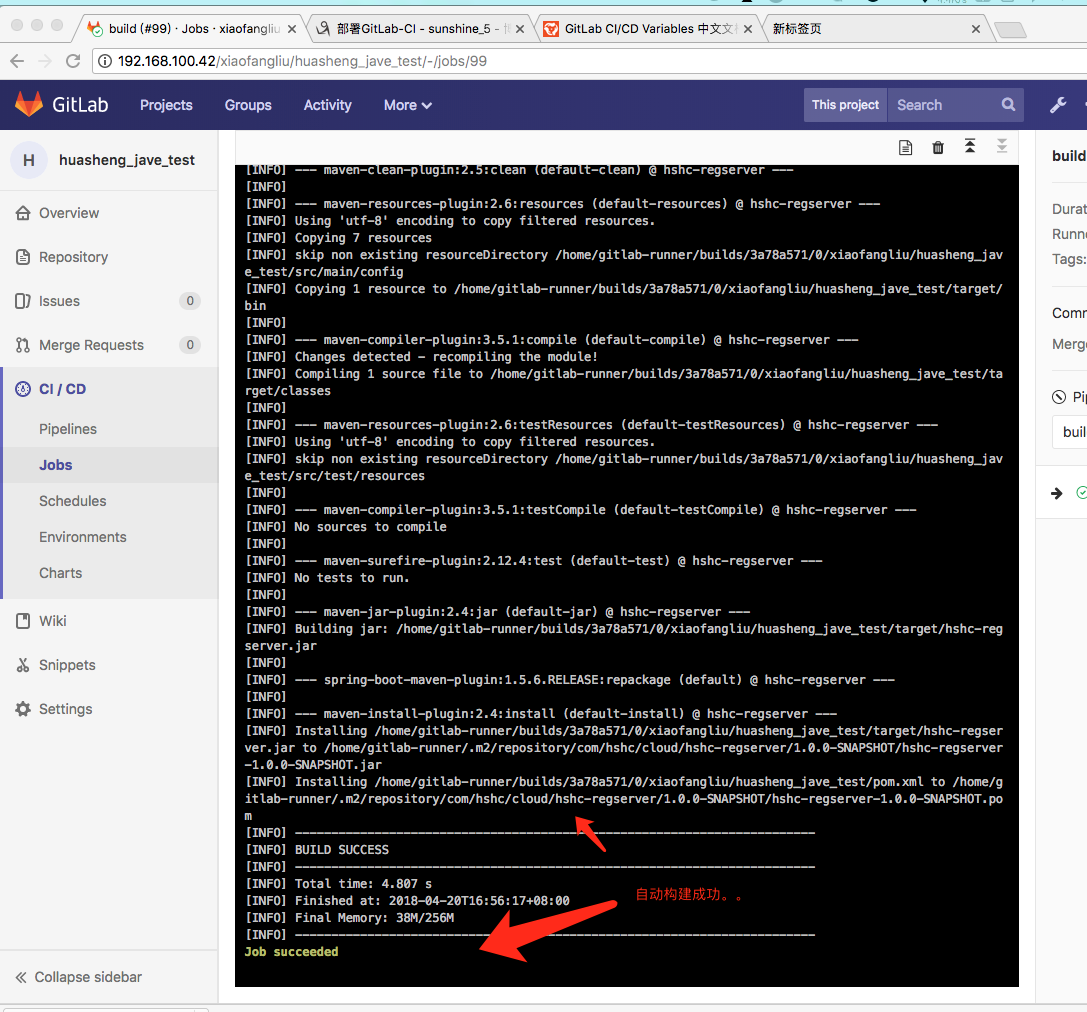 build (#99) · Jobs · xiaofangliu
部署GitLab-CI - sunshine_5 -
GitLab CI/CD Variables 中文文
新标签页
192.168.100.42/xiaofangliu/huasheng_jave_test/-/jobs/99
GitLab
Projects
Groups
Activity
More
This project
Search
H
huasheng_jave_test
Overview
Repository
Issues
0
Merge Requests
0
CI / CD
Pipelines
Jobs
Schedules
Environments
Charts
Wiki
Snippets
Settings
Collapse sidebar
[INFO] --- maven-clean-plugin:2.5:clean (default-clean) @ hshc-regserver ---
[INFO]
[INFO] --- maven-resources-plugin:2.6:resources (default-resources) @ hshc-regserver ---
[INFO] Using 'utf-8' encoding to copy filtered resources.
[INFO] Copying 7 resources
[INFO] skip non existing resourceDirectory /home/gitlab-runner/builds/3a78a571/0/xiaofangliu/huasheng_jav
e_test/src/main/config
[INFO] Copying 1 resource to /home/gitlab-runner/builds/3a78a571/0/xiaofangliu/huasheng_jave_test/target/
bin
[INFO]
[INFO] --- maven-compiler-plugin:3.5.1:compile (default-compile) @ hshc-regserver ---
[INFO] Changes detected - recompiling the module!
[INFO] Compiling 1 source file to /home/gitlab-runner/builds/3a78a571/0/xiaofangliu/huasheng_jave_test/ta
rget/classes
[INFO]
[INFO] --- maven-resources-plugin:2.6:testResources (default-testResources) @ hshc-regserver ---
[INFO] Using 'utf-8' encoding to copy filtered resources.
[INFO] skip non existing resourceDirectory /home/gitlab-runner/builds/3a78a571/0/xiaofangliu/huasheng_jav
e_test/src/test/resources
[INFO]
[INFO] --- maven-compiler-plugin:3.5.1:testCompile (default-testCompile) @ hshc-regserver ---
[INFO] No sources to compile
[INFO]
[INFO] --- maven-surefire-plugin:2.12.4:test (default-test) @ hshc-regserver ---
[INFO] No tests to run.
[INFO]
[INFO] --- maven-jar-plugin:2.4:jar (default-jar) @ hshc-regserver ---
[INFO] Building jar: /home/gitlab-runner/builds/3a78a571/0/xiaofangliu/huasheng_jave_test/target/hshc-reg
server.jar
[INFO]
[INFO] --- spring-boot-maven-plugin:1.5.6.RELEASE:repackage (default) @ hshc-regserver ---
[INFO]
[INFO] --- maven-install-plugin:2.4:install (default-install) @ hshc-regserver ---
[INFO] Installing /home/gitlab-runner/builds/3a78a571/0/xiaofangliu/huasheng_jave_test/target/hshc-regser
ver.jar to /home/gitlab-runner/.m2/repository/com/hshc/cloud/hshc-regserver/1.0.0-SNAPSHOT/hshc-regserver
-1.0.0-SNAPSHOT.jar
[INFO] Installing /home/gitlab-runner/builds/3a78a571/0/xiaofangliu/huasheng_jave_test/pom.xml to /home/g
itlab-runner/.m2/repository/com/hshc/cloud/hshc-regserver/1.0.0-SNAPSHOT/hshc-regserver-1.0.0-SNAPSHOT.po
m
[INFO] ------------------------------------------------------------------------
[INFO] BUILD SUCCESS
[INFO] ------------------------------------------------------------------------
[INFO] Total time: 4.807 s
[INFO] Finished at: 2018-04-20T16:56:17+08:00
[INFO] Final Memory: 38M/256M
[INFO] ------------------------------------------------------------------------
Job succeeded
自动构建成功。。
build
Durat
Runne
Tags:
Comm
Merge
Pip
buil